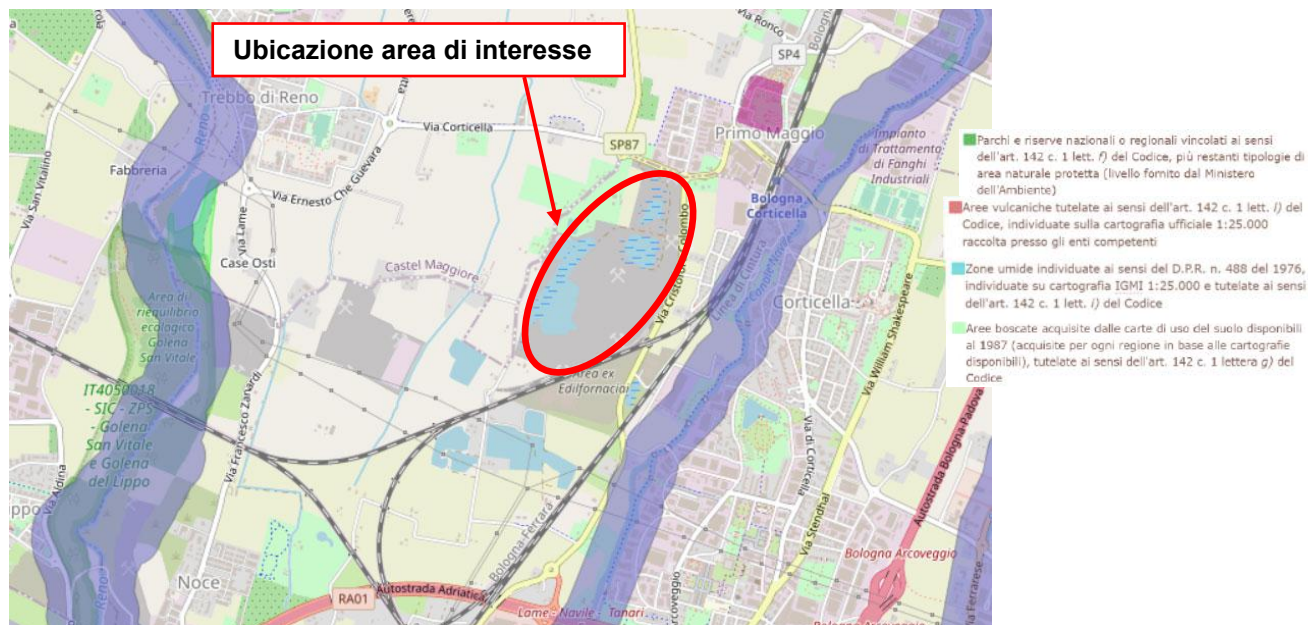 Ubicazione area di interesse
Via Ronco
SP4
Trebbo di Reno
Via Corticella
SP87
Primo Maggio
Impianto
di Trattamento
di Fanghi
Industriali
Reno
Via San Vitalino
Fabbreria
Via Ernesto Che Guevara
Bologna
Corticella
Via Lame
Case Osti
Castel Maggiore
Via Cristoforo Colombo
Linea di Cintura
Corticella
Via William Shakespeare
Area di
riequilibrio
ecologico
Golena
San Vitale
Area ex
Edilfornaciai
IT4050018
- SIC - ZPS
- Golena
San Vitale
e Golena
del Lippo
Via Francesco Zanardi
Via Aldina
Via di Corticella
Via Stendhal
Autostrada Bologna-Padova
Bologna-Ferrara
Bologna Arcoveggio
Noce
Reno
RA01
Autostrada Adriatica
Lame - Navile - Tanari
Arcoveggio
Via Ferrarese
Bologna Arcoveggio
Parchi e riserve nazionali o regionali vincolati ai sensi
dell'art. 142 c. 1 lett. f) del Codice, più restanti tipologie di
area naturale protetta (livello fornito dal Ministero
dell'Ambiente)
Aree vulcaniche tutelate ai sensi dell'art. 142 c. 1 lett. l) del
Codice, individuate sulla cartografia ufficiale 1:25.000
raccolta presso gli enti competenti
Zone umide individuate ai sensi del D.P.R. n. 488 del 1976,
individuate su cartografia IGMI 1:25.000 e tutelate ai sensi
dell'art. 142 c. 1 lett. i) del Codice
Aree boscate acquisite dalle carte di uso del suolo disponibili
al 1987 (acquisite per ogni regione in base alle cartografie
disponibili), tutelate ai sensi dell'art. 142 c. 1 lettera g) del
Codice